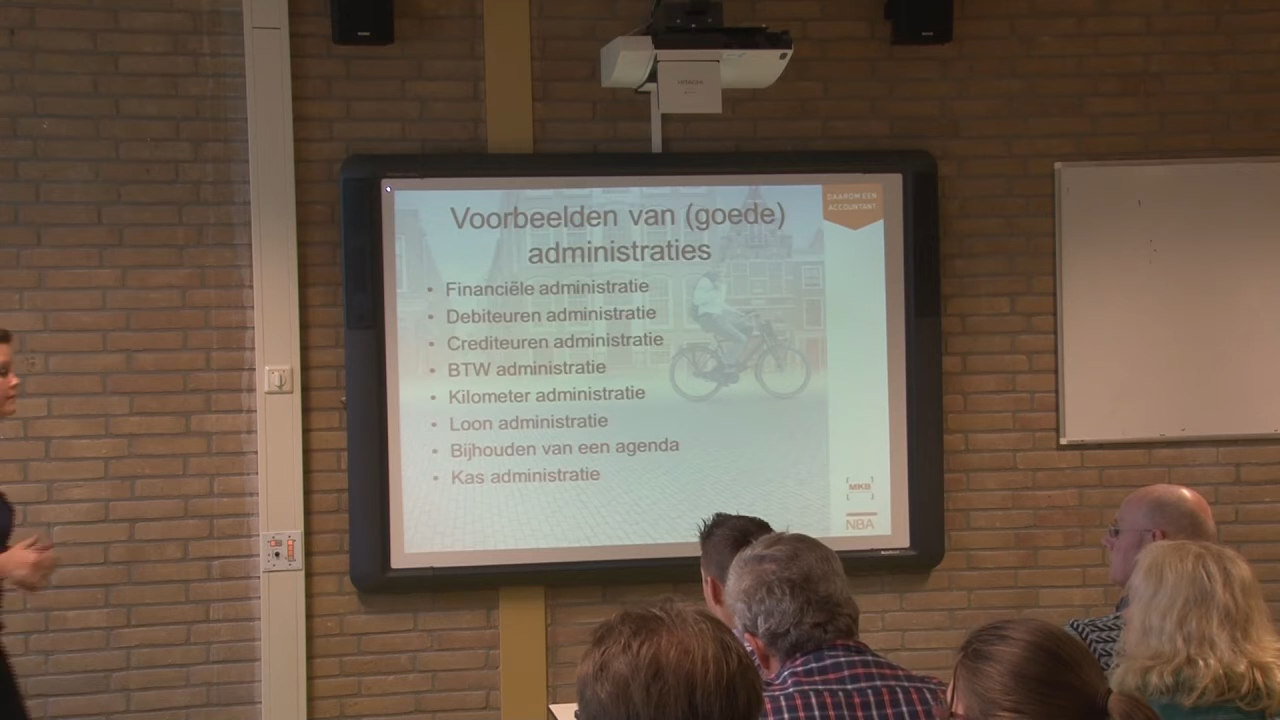 HITACHI
DAAROM EEN
ACCOUNTANT
Voorbeelden van (goede)
administraties
• Financiële administratie
• Debiteuren administratie
• Crediteuren administratie
• BTW administratie
• Kilometer administratie
• Loon administratie
• Bijhouden van een agenda
• Kas administratie
MKB
NBA